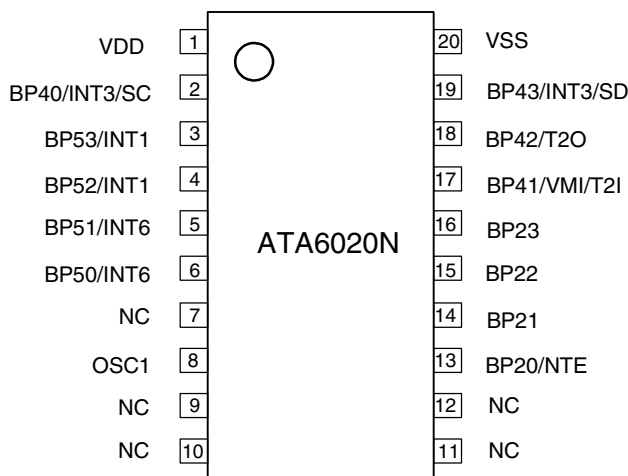 VDD 1 20 VSS
BP40/INT3/SC 2 19 BP43/INT3/SD
BP53/INT1 3 18 BP42/T2O
BP52/INT1 4 17 BP41/VMI/T2I
BP51/INT6 5 16 BP23
ATA6020N
BP50/INT6 6 15 BP22
NC 7 14 BP21
OSC1 8 13 BP20/NTE
NC 9 12 NC
NC 10 11 NC